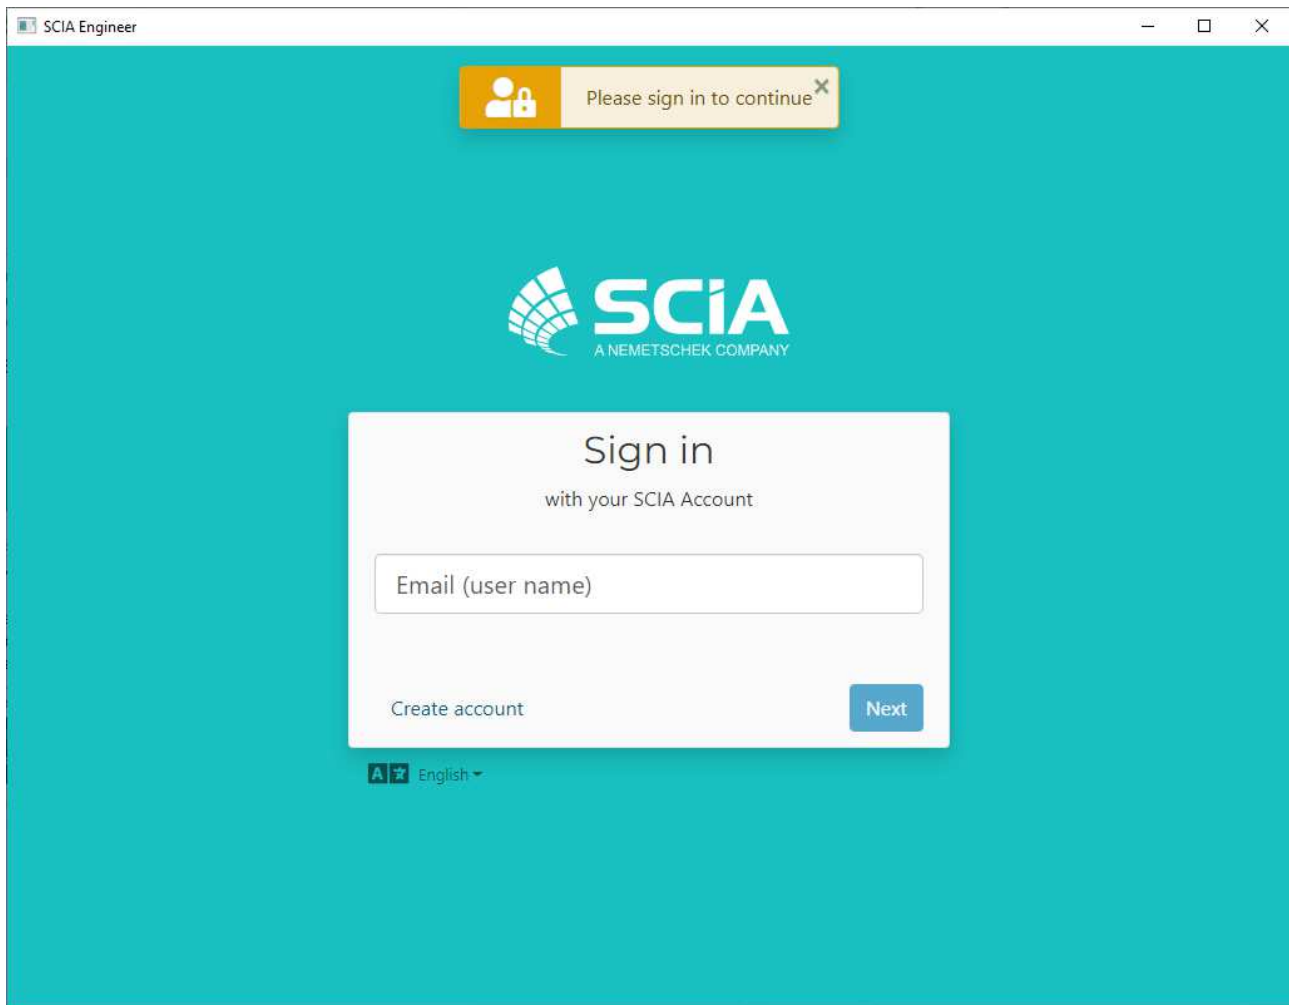 SCIA Engineer
Please sign in to continue
SCiA
A NEMETSCHEK COMPANY
Sign in
with your SCIA Account
Email (user name)
Create account
Next
English